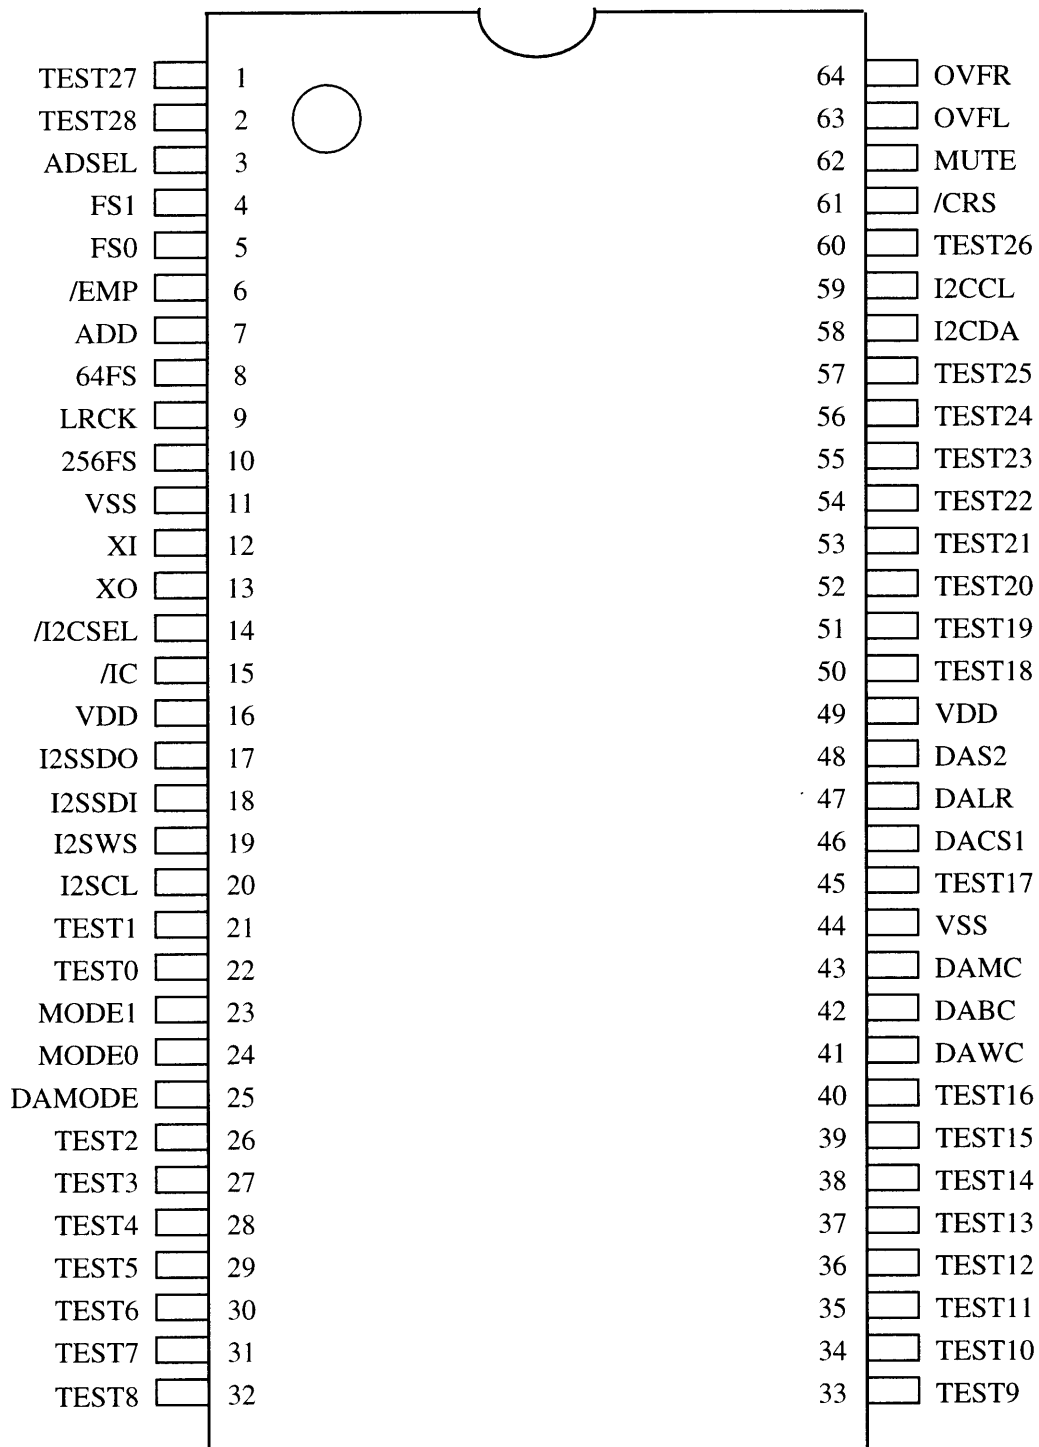 TEST27 1 64 OVFR
TEST28 2 63 OVFL
ADSEL 3 62 MUTE
FS1 4 61 /CRS
FS0 5 60 TEST26
/EMP 6 59 I2CCL
ADD 7 58 I2CDA
64FS 8 57 TEST25
LRCK 9 56 TEST24
256FS 10 55 TEST23
VSS 11 54 TEST22
XI 12 53 TEST21
XO 13 52 TEST20
/I2CSEL 14 51 TEST19
/IC 15 50 TEST18
VDD 16 49 VDD
I2SSDO 17 48 DAS2
I2SSDI 18 47 DALR
I2SWS 19 46 DACS1
I2SCL 20 45 TEST17
TEST1 21 44 VSS
TEST0 22 43 DAMC
MODE1 23 42 DABC
MODE0 24 41 DAWC
DAMODE 25 40 TEST16
TEST2 26 39 TEST15
TEST3 27 38 TEST14
TEST4 28 37 TEST13
TEST5 29 36 TEST12
TEST6 30 35 TEST11
TEST7 31 34 TEST10
TEST8 32 33 TEST9